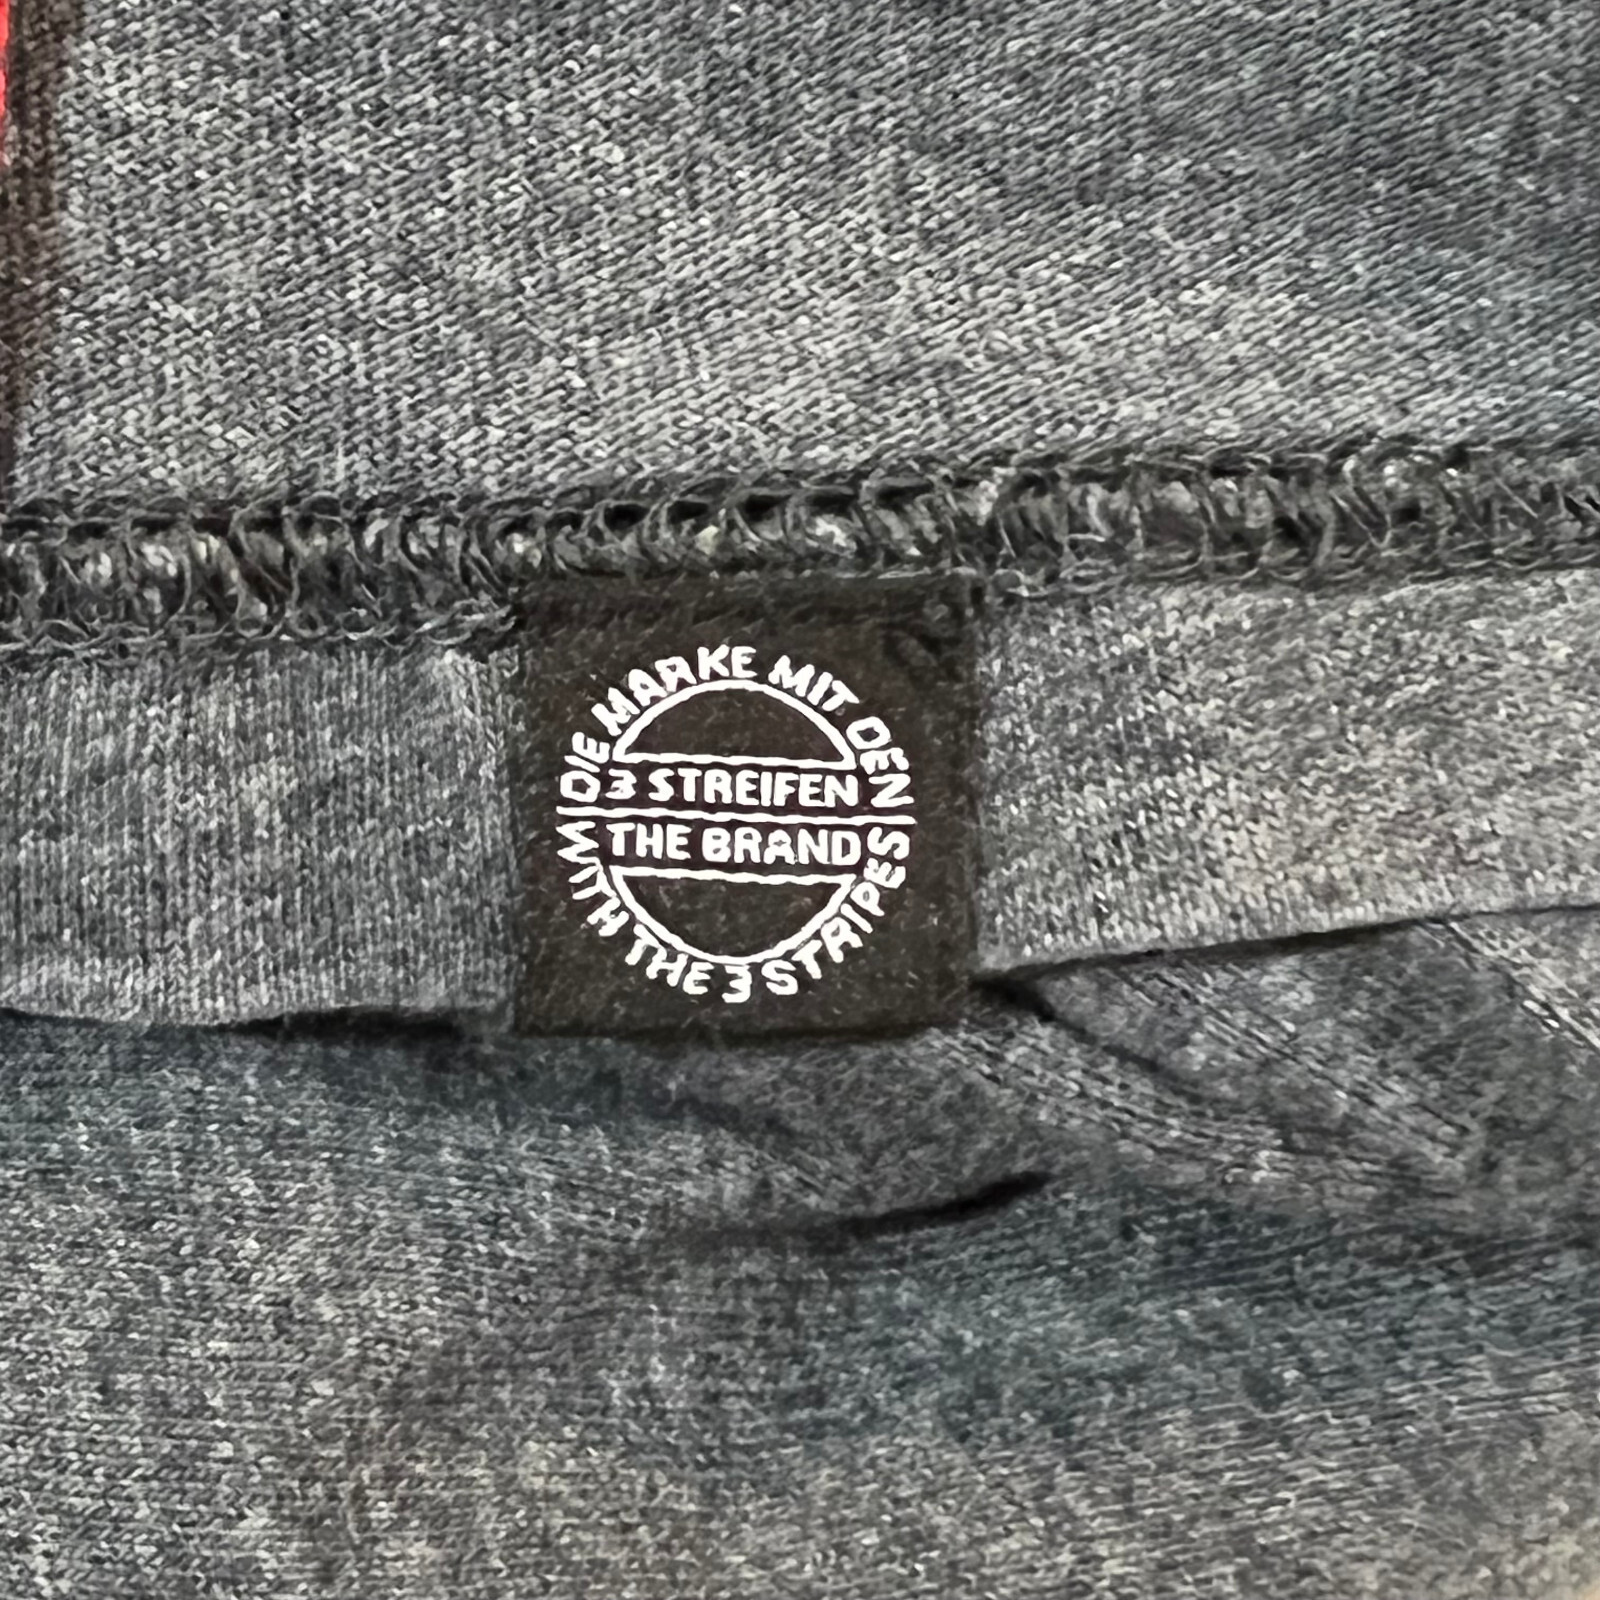 DIE MARKE MIT DEN
3 STREIFEN
THE BRAND
WITH THE 3 STRIPES